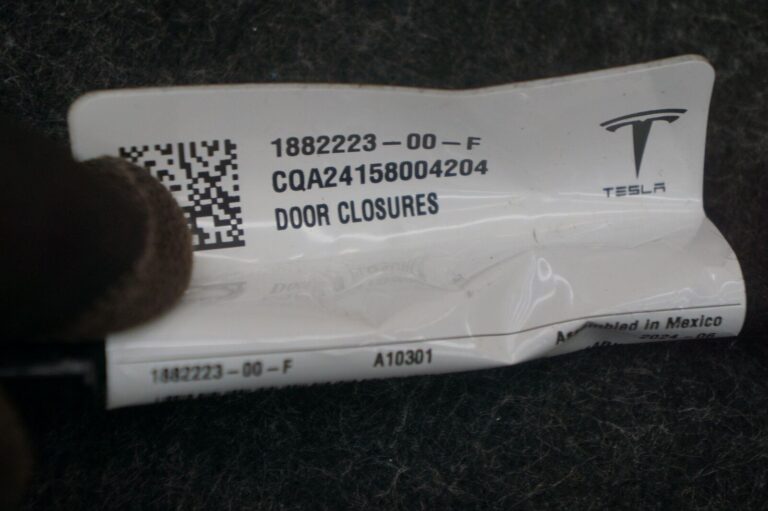 1882223-00-F
CQA24158004204
DOOR CLOSURES
TESLA
Assembled in Mexico
1882223-00-F
A10301